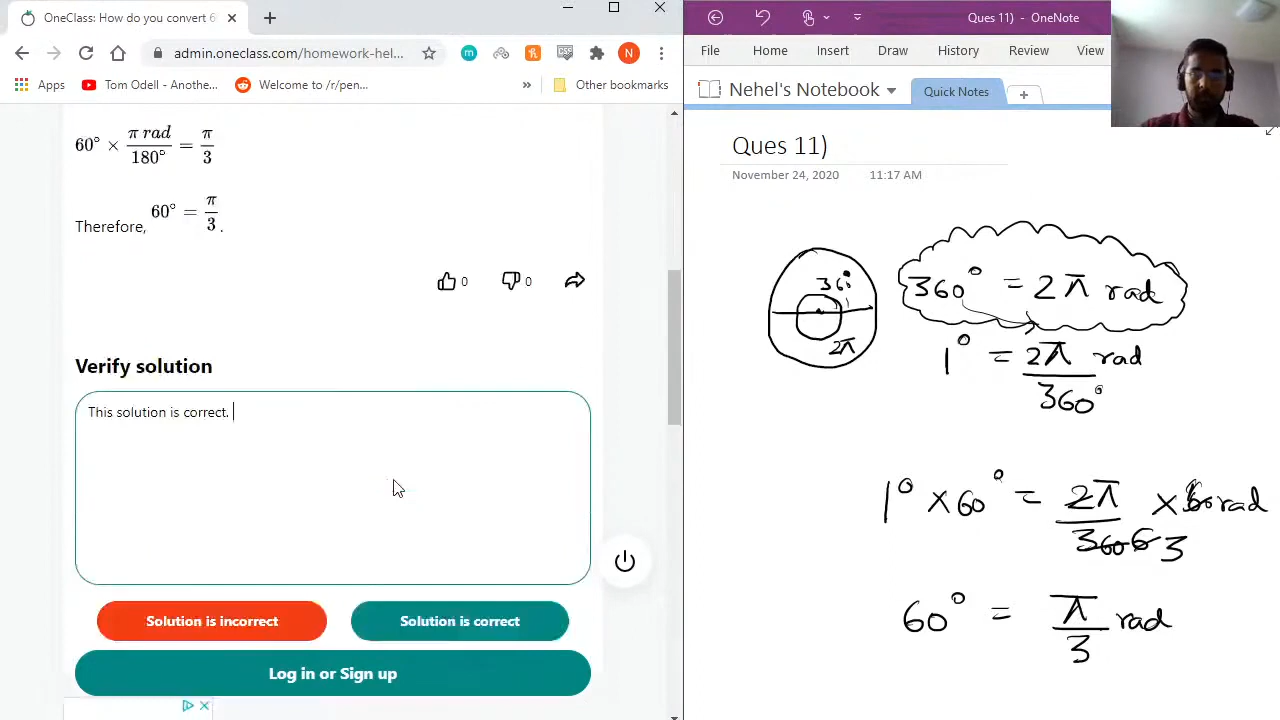 OneClass: How do you convert 6
admin.oneclass.com/homework-hel...
Apps
Tom Odell - Anothe...
Welcome to /r/pen...
»
Other bookmarks
60° × π rad / 180° = π / 3
Therefore, 60° = π / 3 .
0
0
Verify solution
This solution is correct.
Solution is incorrect
Solution is correct
Log in or Sign up
Ques 11) - OneNote
File
Home
Insert
Draw
History
Review
View
Nehel's Notebook
Quick Notes
Ques 11)
November 24, 2020
11:17 AM
360°
2π
360° = 2π rad
1° = 2π / 360° rad
1° × 60° = 2π / 360 6 3 × 60 rad
60° = π / 3 rad